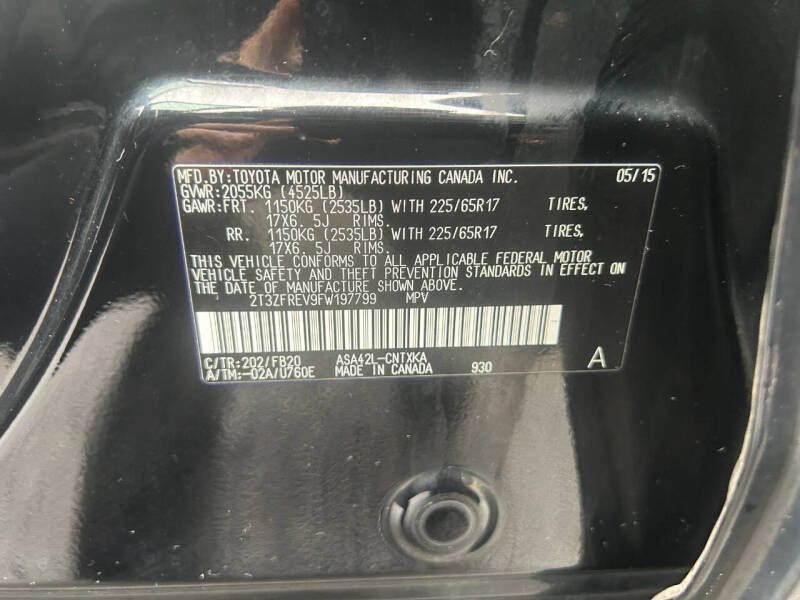 MFD.BY:TOYOTA MOTOR MANUFACTURING CANADA INC. 05/15
GVWR:2055KG (4525LB)
GAWR:FRT. 1150KG (2535LB) WITH 225/65R17 TIRES,
17X6. 5J RIMS.
RR. 1150KG (2535LB) WITH 225/65R17 TIRES,
17X6. 5J RIMS.
THIS VEHICLE CONFORMS TO ALL APPLICABLE FEDERAL MOTOR
VEHICLE SAFETY AND THEFT PREVENTION STANDARDS IN EFFECT ON
THE DATE OF MANUFACTURE SHOWN ABOVE.
2T3ZFREV9FW197799 MPV
C/TR:202/FB20 ASA42L-CNTXKA A
A/TM:-02A/U760E MADE IN CANADA 930